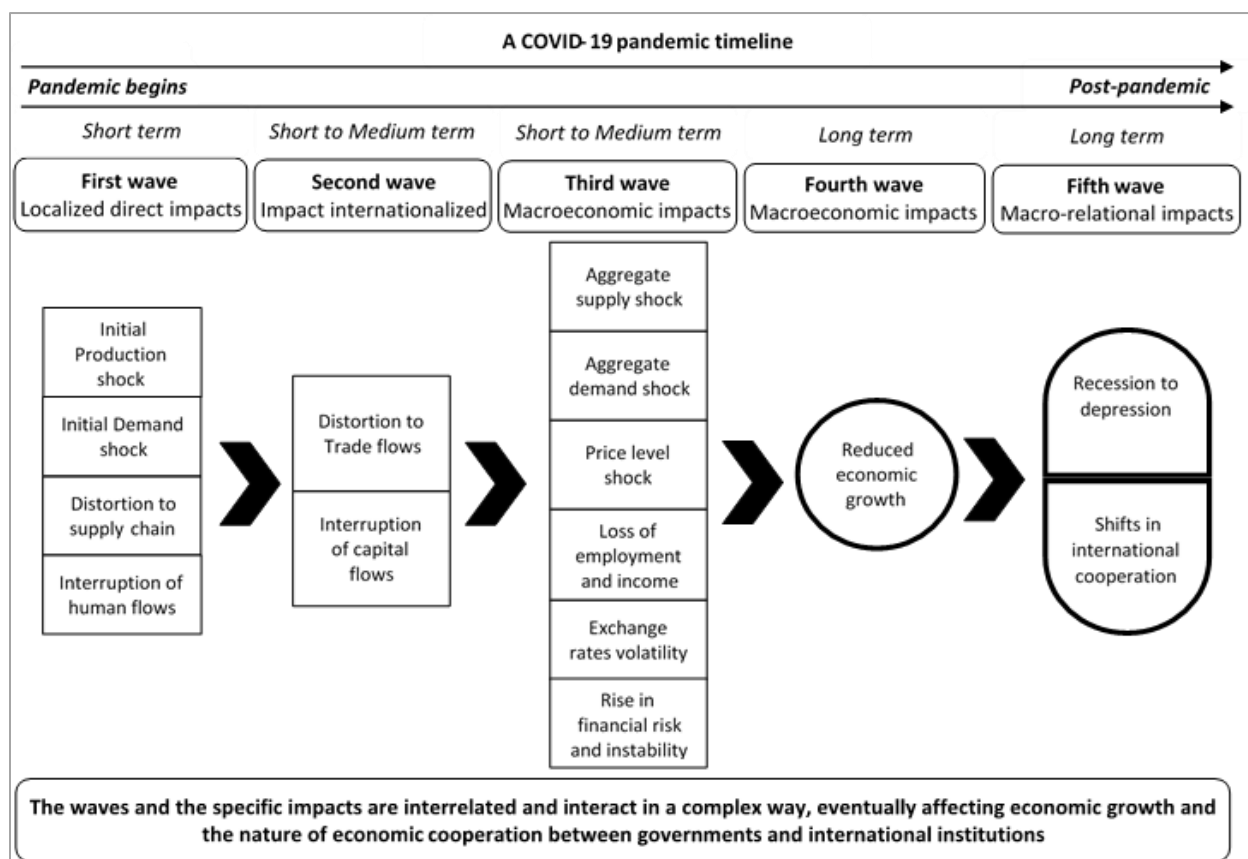 A COVID-19 pandemic timeline
Pandemic begins
Post-pandemic
Short term
Short to Medium term
Short to Medium term
Long term
Long term
First wave
Localized direct impacts
Second wave
Impact internationalized
Third wave
Macroeconomic impacts
Fourth wave
Macroeconomic impacts
Fifth wave
Macro-relational impacts
Initial
Production
shock
Initial Demand
shock
Distortion to
supply chain
Interruption of
human flows
Distortion to
Trade flows
Interruption
of capital
flows
Aggregate
supply shock
Aggregate
demand shock
Price level
shock
Loss of
employment
and income
Exchange
rates volatility
Rise in
financial risk
and instability
Reduced
economic
growth
Recession to
depression
Shifts in
international
cooperation
The waves and the specific impacts are interrelated and interact in a complex way, eventually affecting economic growth and
the nature of economic cooperation between governments and international institutions